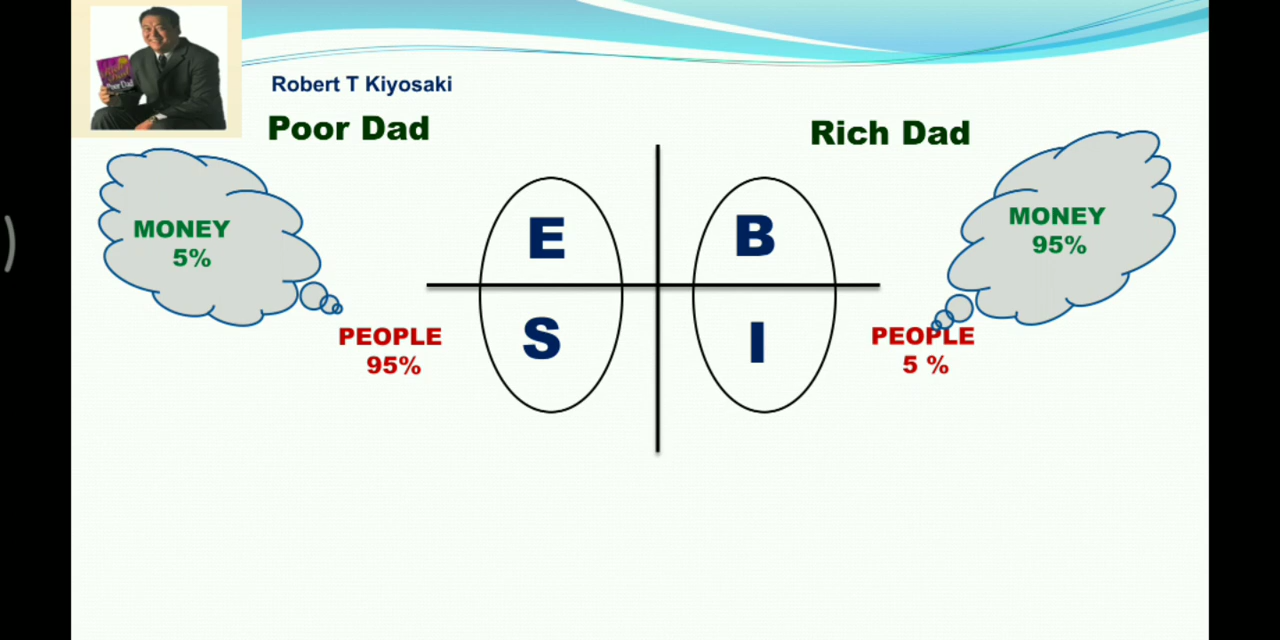 Robert T Kiyosaki
Poor Dad
Rich Dad
MONEY
5%
E
B
MONEY
95%
PEOPLE
95%
S
I
PEOPLE
5 %